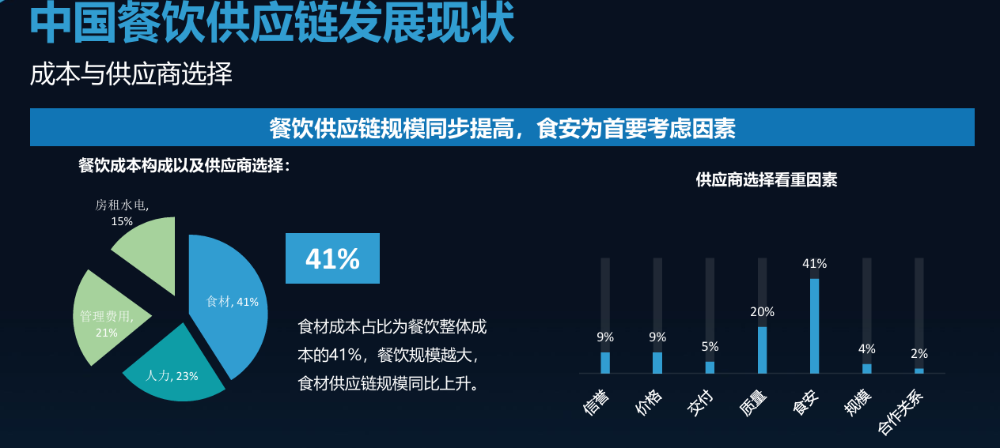 中国餐饮供应链发展现状
成本与供应商选择
餐饮供应链规模同步提高，食安为首要考虑因素
餐饮成本构成以及供应商选择：
房租水电,
15%
食材, 41%
管理费用,
21%
人力, 23%
41%
食材成本占比为餐饮整体成
本的41%，餐饮规模越大，
食材供应链规模同比上升。
供应商选择看重因素
9%
9%
5%
20%
41%
4%
2%
信誉
价格
交付
质量
食安
规模
合作关系